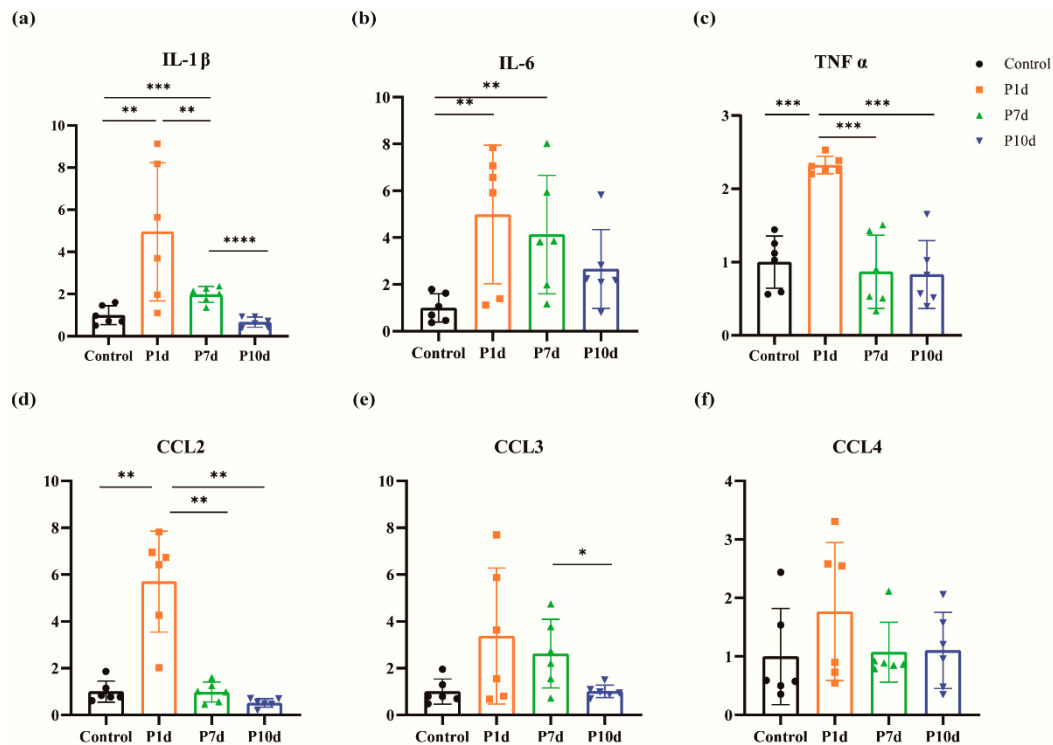 (a)
(b)
(c)
IL-1β
IL-6
TNF α
Control
P1d
P7d
P10d
***
** **
****
10
8
6
4
2
0
Control P1d P7d P10d
**
**
10
8
6
4
2
0
Control P1d P7d P10d
*** ***
***
3
2
1
0
Control P1d P7d P10d
(d)
(e)
(f)
CCL2
CCL3
CCL4
** **
**
10
8
6
4
2
0
Control P1d P7d P10d
*
10
8
6
4
2
0
Control P1d P7d P10d
4
3
2
1
0
Control P1d P7d P10d